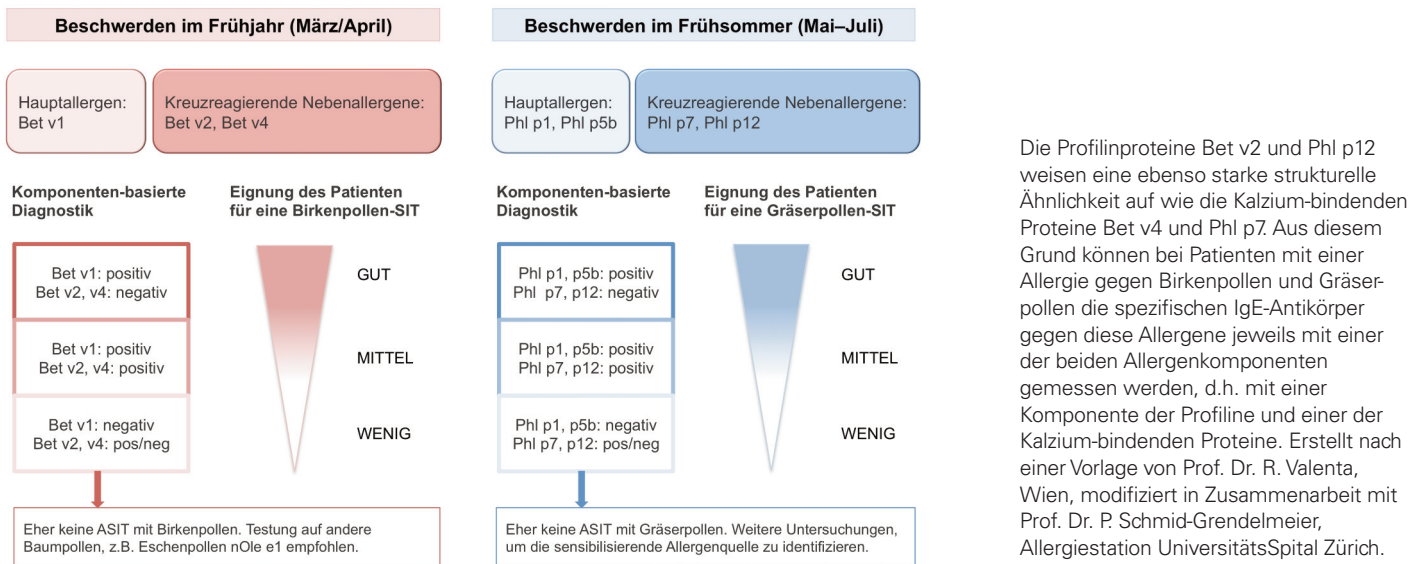 Beschwerden im Frühjahr (März/April)
Hauptallergen:
Bet v1
Kreuzreagierende Nebenallergene:
Bet v2, Bet v4
Komponenten-basierte
Diagnostik
Eignung des Patienten
für eine Birkenpollen-SIT
Bet v1: positiv
Bet v2, v4: negativ
GUT
Bet v1: positiv
Bet v2, v4: positiv
MITTEL
Bet v1: negativ
Bet v2, v4: pos/neg
WENIG
Eher keine ASIT mit Birkenpollen. Testung auf andere
Baumpollen, z.B. Eschenpollen nOle e1 empfohlen.
Beschwerden im Frühsommer (Mai–Juli)
Hauptallergen:
Phl p1, Phl p5b
Kreuzreagierende Nebenallergene:
Phl p7, Phl p12
Komponenten-basierte
Diagnostik
Eignung des Patienten
für eine Gräserpollen-SIT
Phl p1, p5b: positiv
Phl p7, p12: negativ
GUT
Phl p1, p5b: positiv
Phl p7, p12: positiv
MITTEL
Phl p1, p5b: negativ
Phl p7, p12: pos/neg
WENIG
Eher keine ASIT mit Gräserpollen. Weitere Untersuchungen,
um die sensibilisierende Allergenquelle zu identifizieren.
Die Profilinproteine Bet v2 und Phl p12
weisen eine ebenso starke strukturelle
Ähnlichkeit auf wie die Kalzium-bindenden
Proteine Bet v4 und Phl p7. Aus diesem
Grund können bei Patienten mit einer
Allergie gegen Birkenpollen und Gräser-
pollen die spezifischen IgE-Antikörper
gegen diese Allergene jeweils mit einer
der beiden Allergenkomponenten
gemessen werden, d.h. mit einer
Komponente der Profiline und einer der
Kalzium-bindenden Proteine. Erstellt nach
einer Vorlage von Prof. Dr. R. Valenta,
Wien, modifiziert in Zusammenarbeit mit
Prof. Dr. P. Schmid-Grendelmeier,
Allergiestation UniversitätsSpital Zürich.